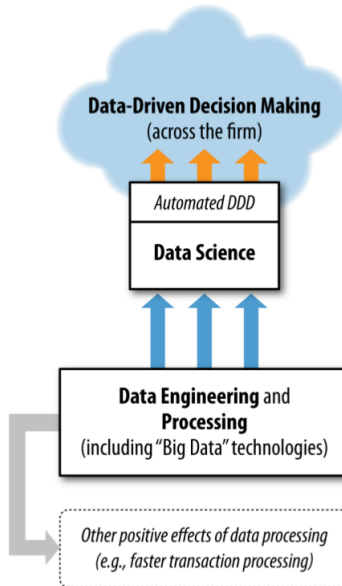 Data-Driven Decision Making
(across the firm)
Automated DDD
Data Science
Data Engineering and
Processing
(including “Big Data” technologies)
Other positive effects of data processing
(e.g., faster transaction processing)